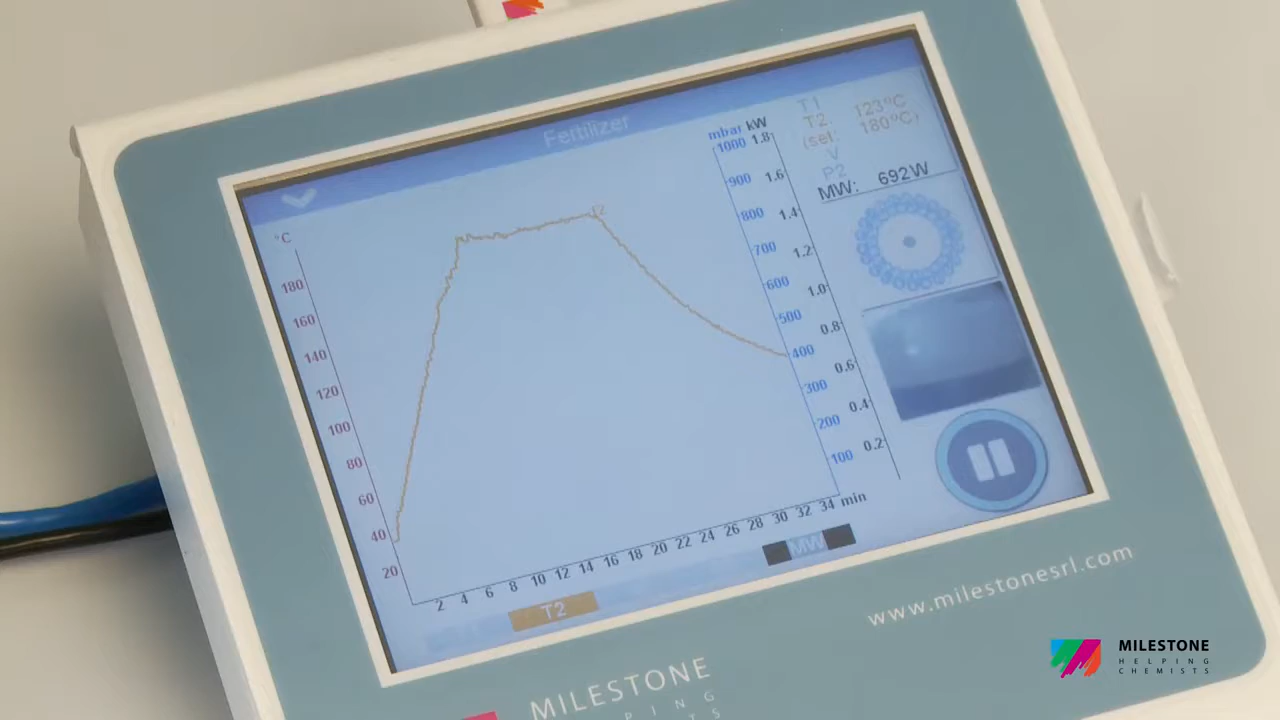 Fertilizer
T1
T2: 123°C
(set: 180°C)
V
P2
MW: 692W
°C
180
160
140
120
100
80
60
40
20
T2
mbar kW
1000 1.8
900 1.6
800 1.4
700 1.2
600 1.0
500 0.8
400 0.6
300 0.4
200 0.2
100
2 4 6 8 10 12 14 16 18 20 22 24 26 28 30 32 34 min
T2
MW
www.milestonesrl.com
MILESTONE
MILESTONE
HELPING
CHEMISTS